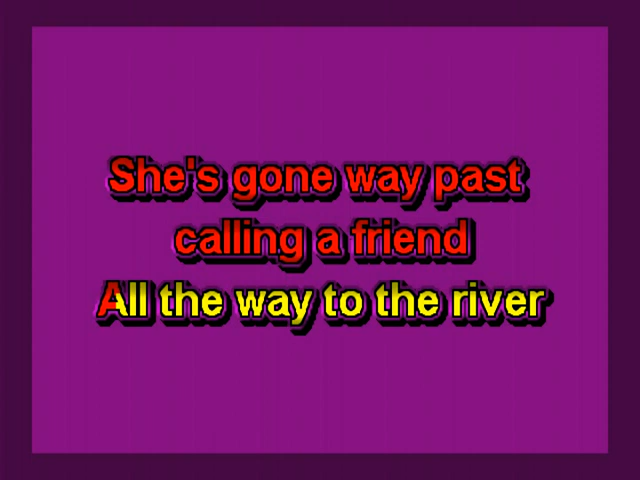 She's gone way past
calling a friend
All the way to the river